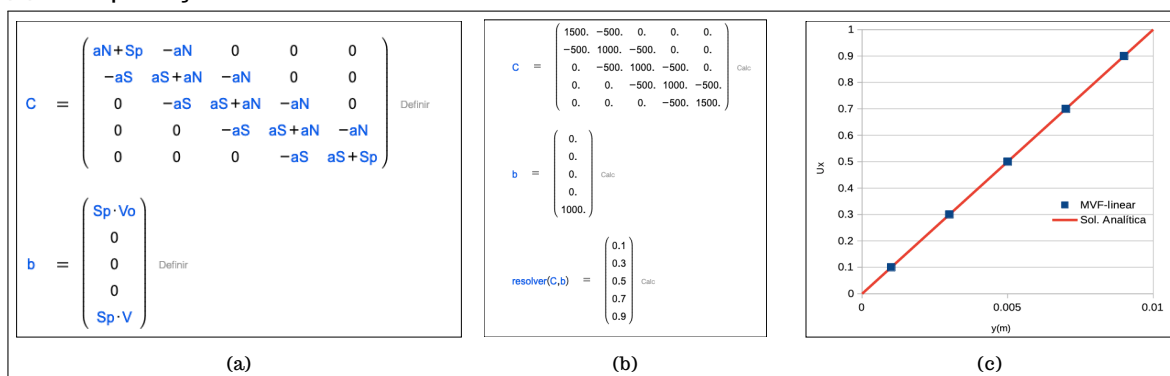 aN+Sp −aN 0 0 0
−aS aS+aN −aN 0 0
C = 0 −aS aS+aN −aN 0 Definir
0 0 −aS aS+aN −aN
0 0 0 −aS aS+Sp
Sp·Vo
0
b = 0 Definir
0
Sp·V
(a)
1500. −500. 0. 0. 0.
−500. 1000. −500. 0. 0.
C = 0. −500. 1000. −500. 0. Calc
0. 0. −500. 1000. −500.
0. 0. 0. −500. 1500.
0.
0.
b = 0. Calc
0.
1000.
0.1
0.3
resolver(C,b) = 0.5 Calc
0.7
0.9
(b)
1
0.9
0.8
0.7
0.6
Ux
0.5
0.4
0.3
0.2
0.1
0
MVF-linear
Sol. Analítica
0 0.005 0.01
y(m)
(c)